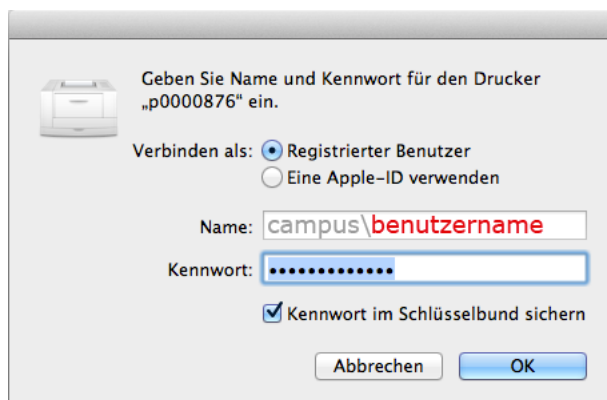 Geben Sie Name und Kennwort für den Drucker
„p0000876“ ein.
Verbinden als: Registrierter Benutzer
Eine Apple-ID verwenden
Name: campus\benutzername
Kennwort: •••••••••••••
Kennwort im Schlüsselbund sichern
Abbrechen OK